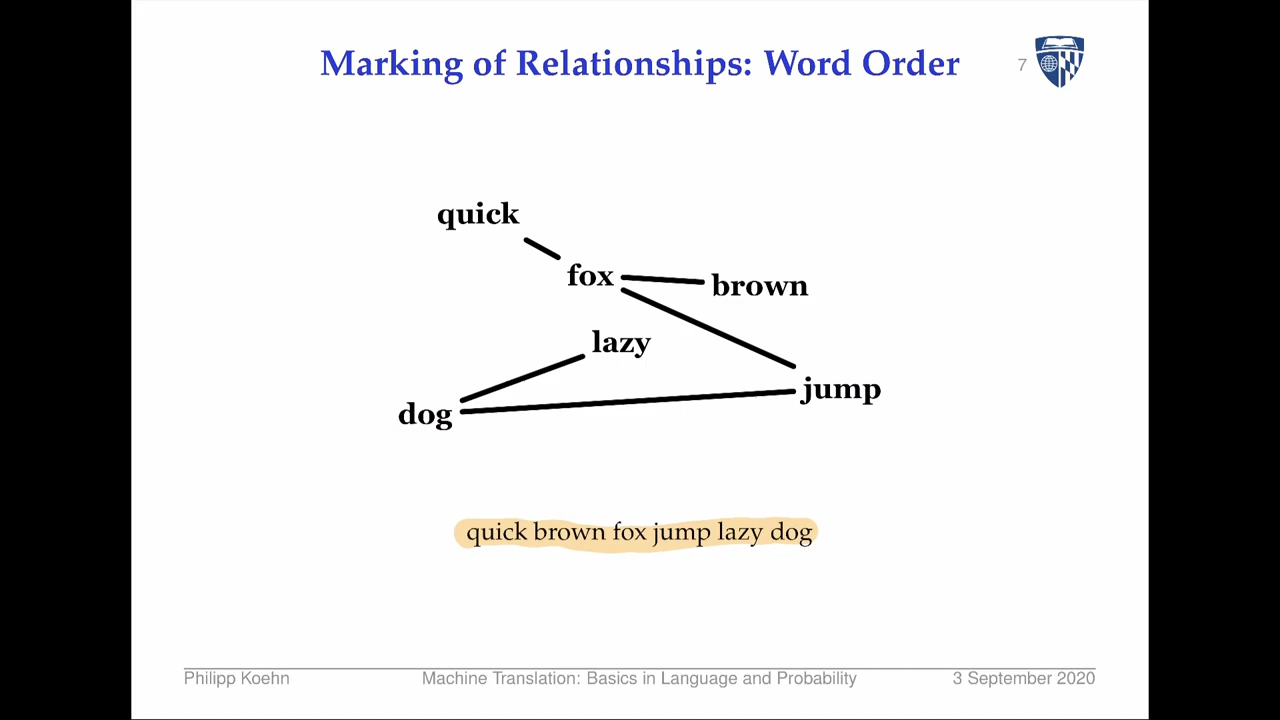 Marking of Relationships: Word Order
7
quick
fox
brown
lazy
jump
dog
quick brown fox jump lazy dog
Philipp Koehn
Machine Translation: Basics in Language and Probability
3 September 2020